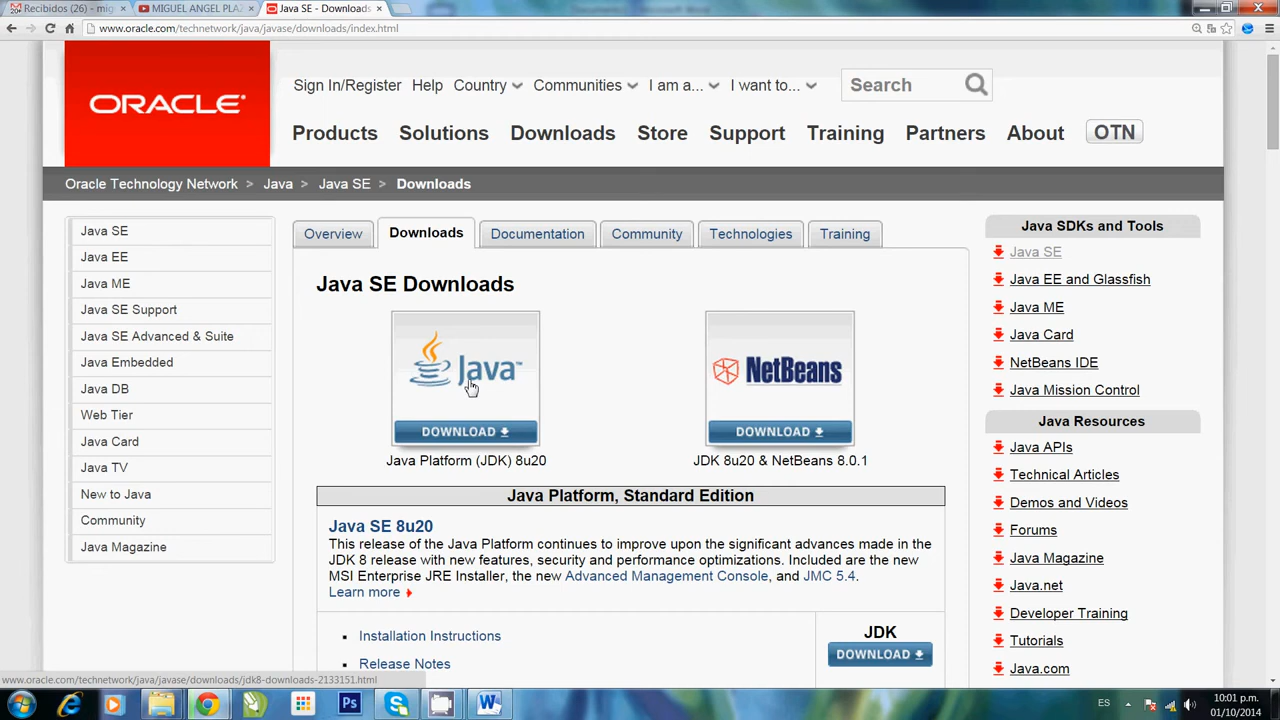 Recibidos (26) - mig
MIGUEL ANGEL PLAZ
Java SE - Downloads
www.oracle.com/technetwork/java/javase/downloads/index.html
ORACLE
Sign In/Register Help Country Communities I am a... I want to... Search
Products Solutions Downloads Store Support Training Partners About OTN
Oracle Technology Network > Java > Java SE > Downloads
Java SE
Java EE
Java ME
Java SE Support
Java SE Advanced & Suite
Java Embedded
Java DB
Web Tier
Java Card
Java TV
New to Java
Community
Java Magazine
Overview Downloads Documentation Community Technologies Training
Java SE Downloads
Java™
DOWNLOAD
Java Platform (JDK) 8u20
NetBeans
DOWNLOAD
JDK 8u20 & NetBeans 8.0.1
Java Platform, Standard Edition
Java SE 8u20
This release of the Java Platform continues to improve upon the significant advances made in the
JDK 8 release with new features, security and performance optimizations. Included are the new
MSI Enterprise JRE Installer, the new Advanced Management Console, and JMC 5.4.
Learn more
Installation Instructions
Release Notes
JDK
DOWNLOAD
Java SDKs and Tools
Java SE
Java EE and Glassfish
Java ME
Java Card
NetBeans IDE
Java Mission Control
Java Resources
Java APIs
Technical Articles
Demos and Videos
Forums
Java Magazine
Java.net
Developer Training
Tutorials
Java.com
www.oracle.com/technetwork/java/javase/downloads/jdk8-downloads-2133151.html
Ps
W
ES
10:01 p.m.
01/10/2014